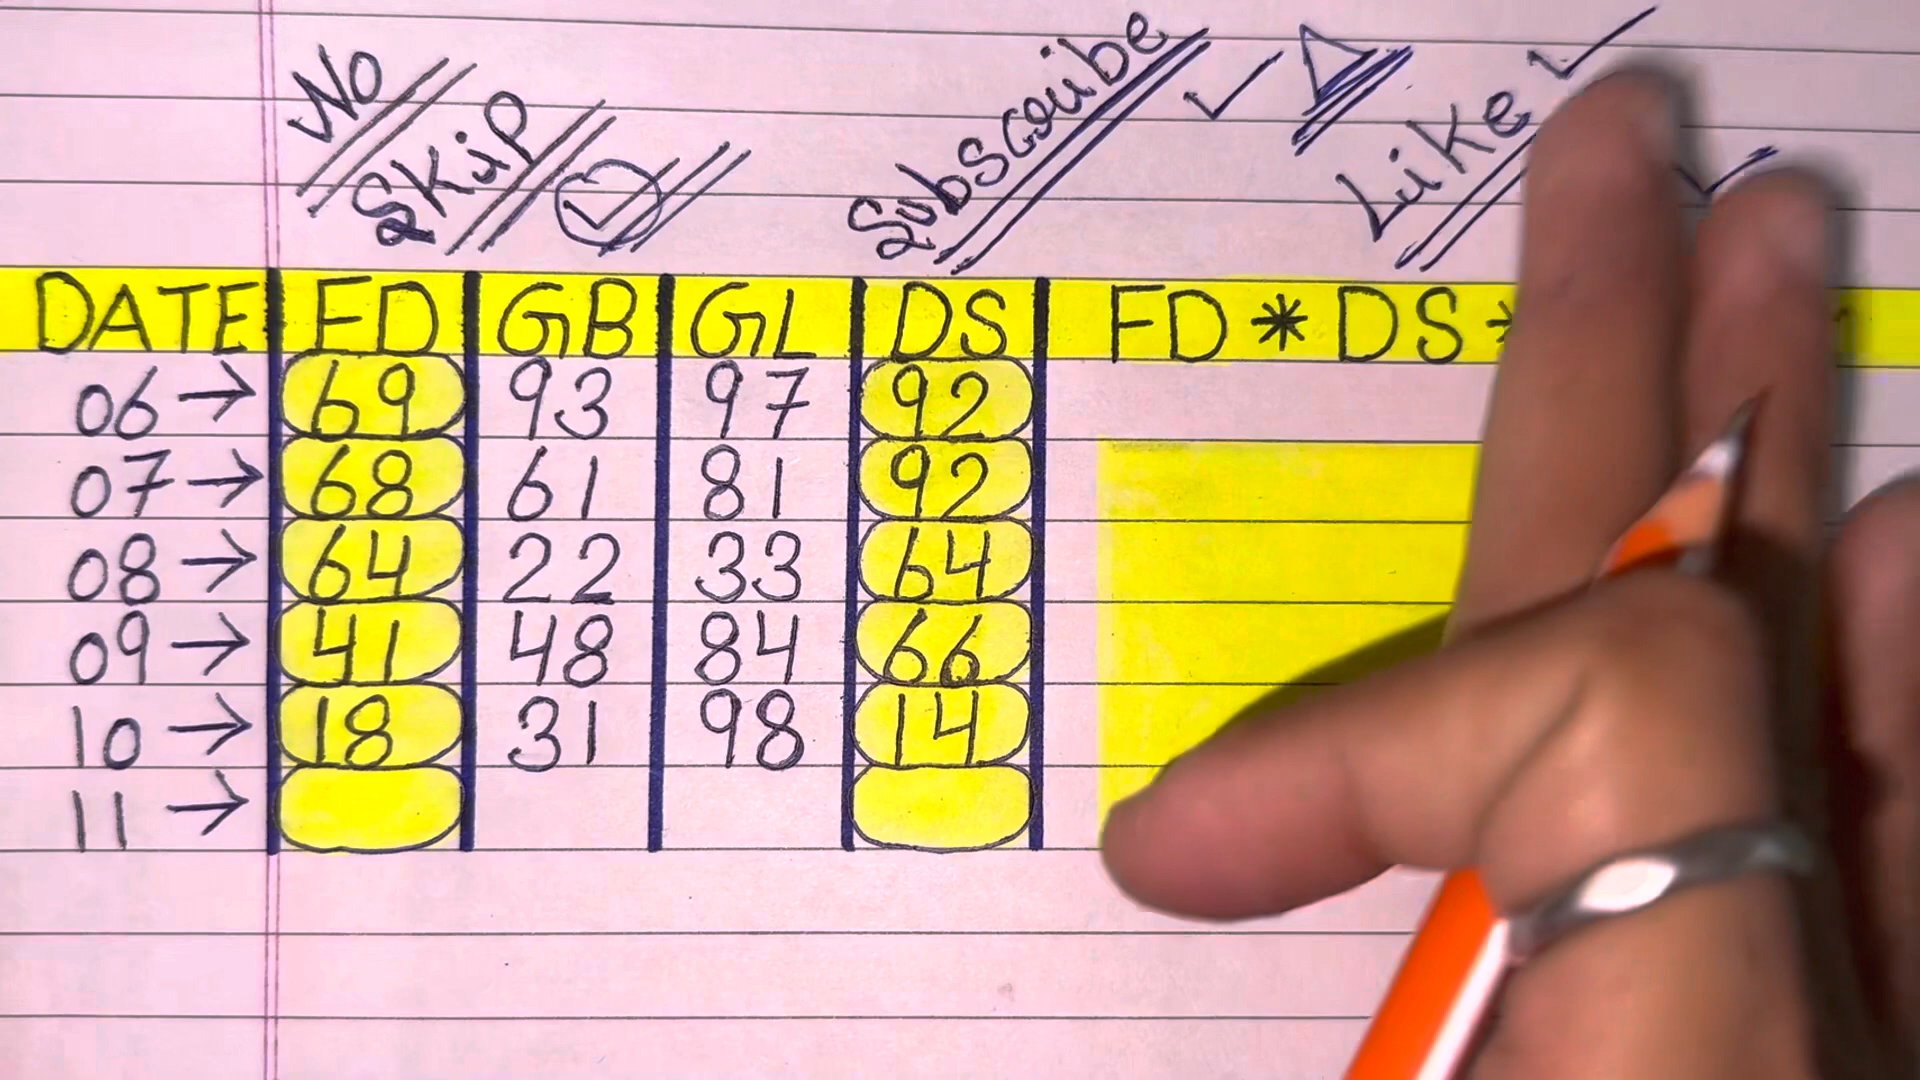 No
Skip
Subscribe
Like
DATE FD GB GL DS FD * DS *
06 → 69 93 97 92
07 → 68 61 81 92
08 → 64 22 33 64
09 → 41 48 84 66
10 → 18 31 98 14
11 →